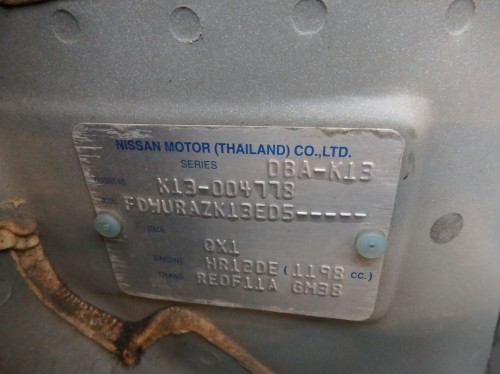 NISSAN MOTOR (THAILAND) CO.,LTD.
SERIES DBA-K13
K13-004778
FDHURAZK13ED5-----
QX1
ENGINE HR12DE (1198 cc.)
TRANS RE0F11A GM38